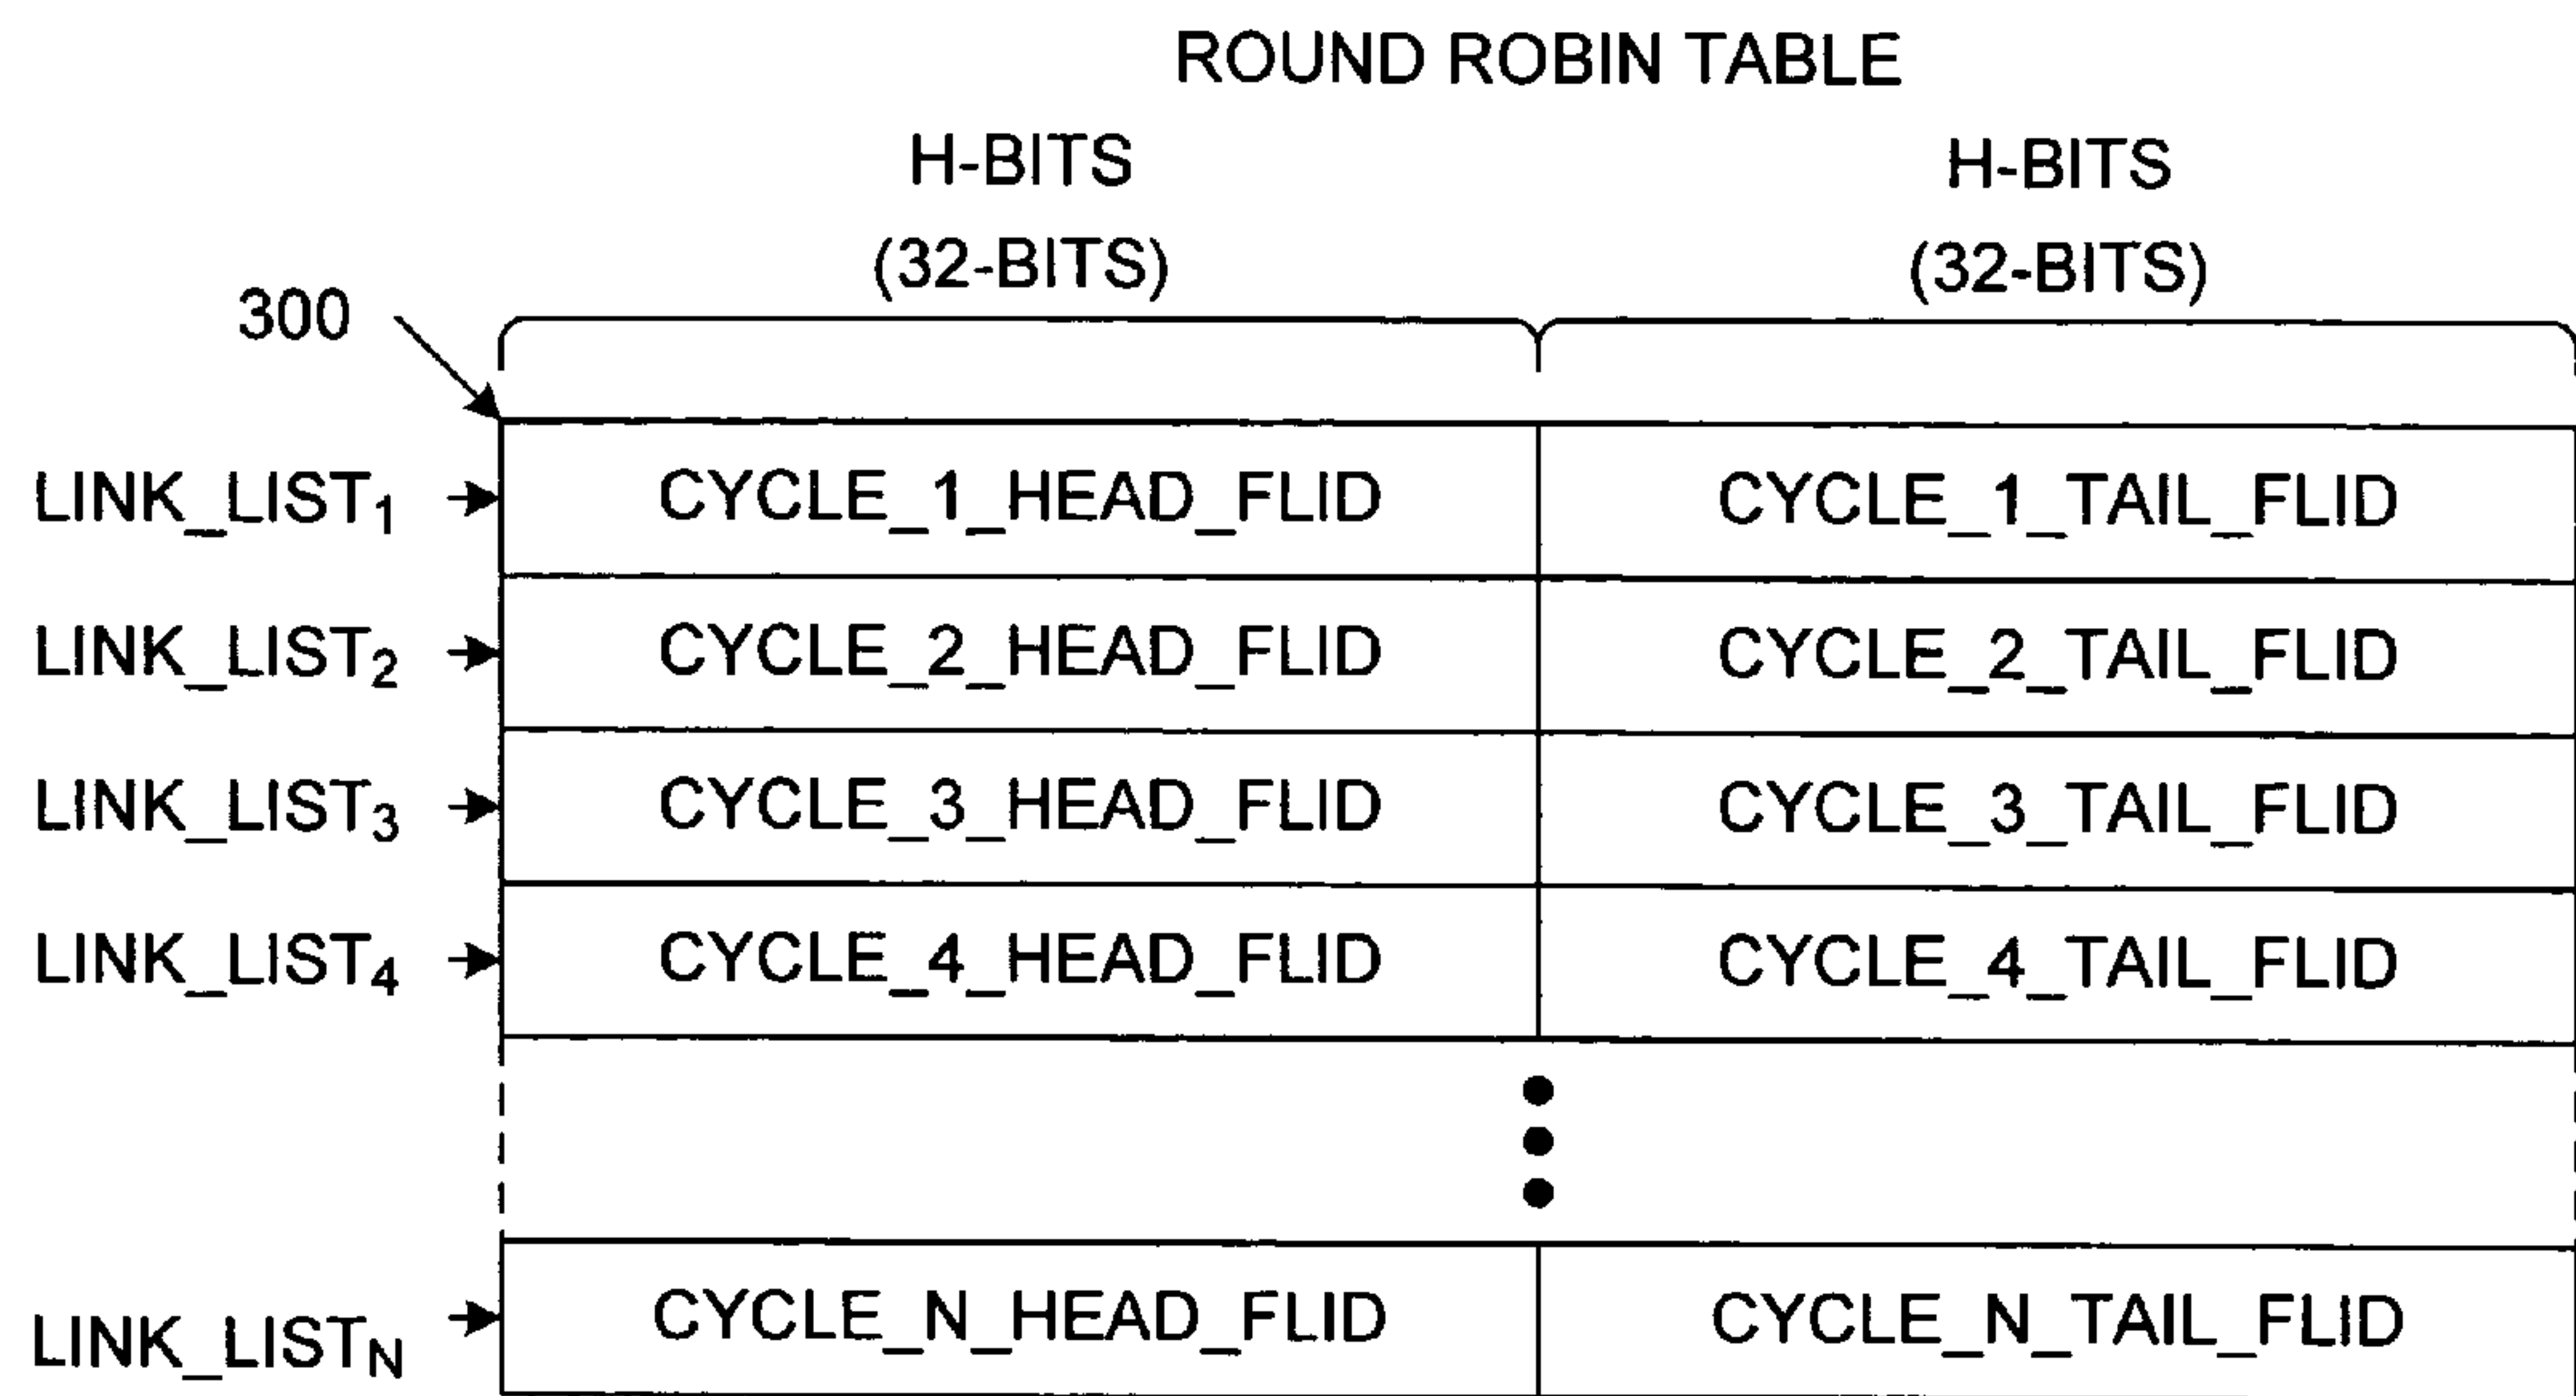 ROUND ROBIN TABLE
H-BITS H-BITS
(32-BITS) (32-BITS)
300
LINK_LIST₁ CYCLE_1_HEAD_FLID CYCLE_1_TAIL_FLID
LINK_LIST₂ CYCLE_2_HEAD_FLID CYCLE_2_TAIL_FLID
LINK_LIST₃ CYCLE_3_HEAD_FLID CYCLE_3_TAIL_FLID
LINK_LIST₄ CYCLE_4_HEAD_FLID CYCLE_4_TAIL_FLID
LINK_LISTN CYCLE_N_HEAD_FLID CYCLE_N_TAIL_FLID